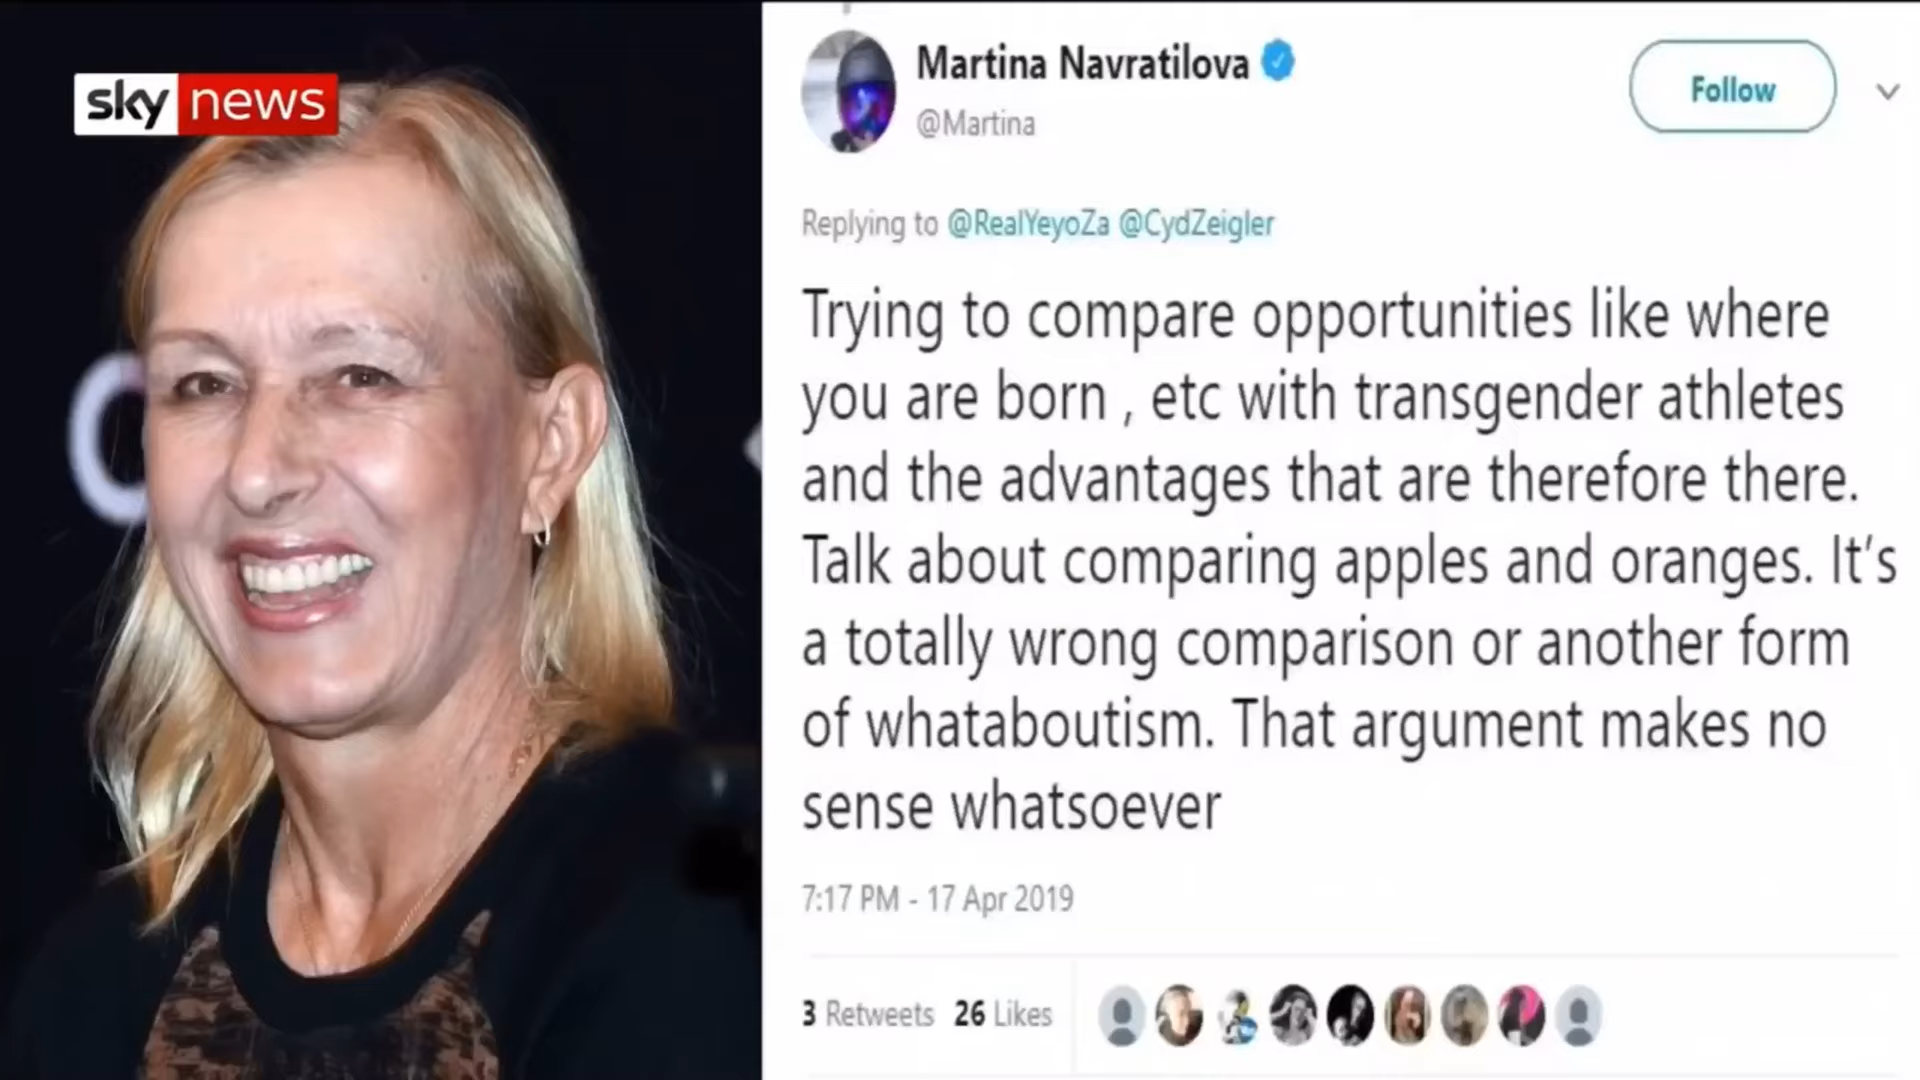 sky news
Martina Navratilova
@Martina
Follow
Replying to @RealYeyoZa @CydZeigler
Trying to compare opportunities like where
you are born , etc with transgender athletes
and the advantages that are therefore there.
Talk about comparing apples and oranges. It's
a totally wrong comparison or another form
of whataboutism. That argument makes no
sense whatsoever
7:17 PM - 17 Apr 2019
3 Retweets 26 Likes